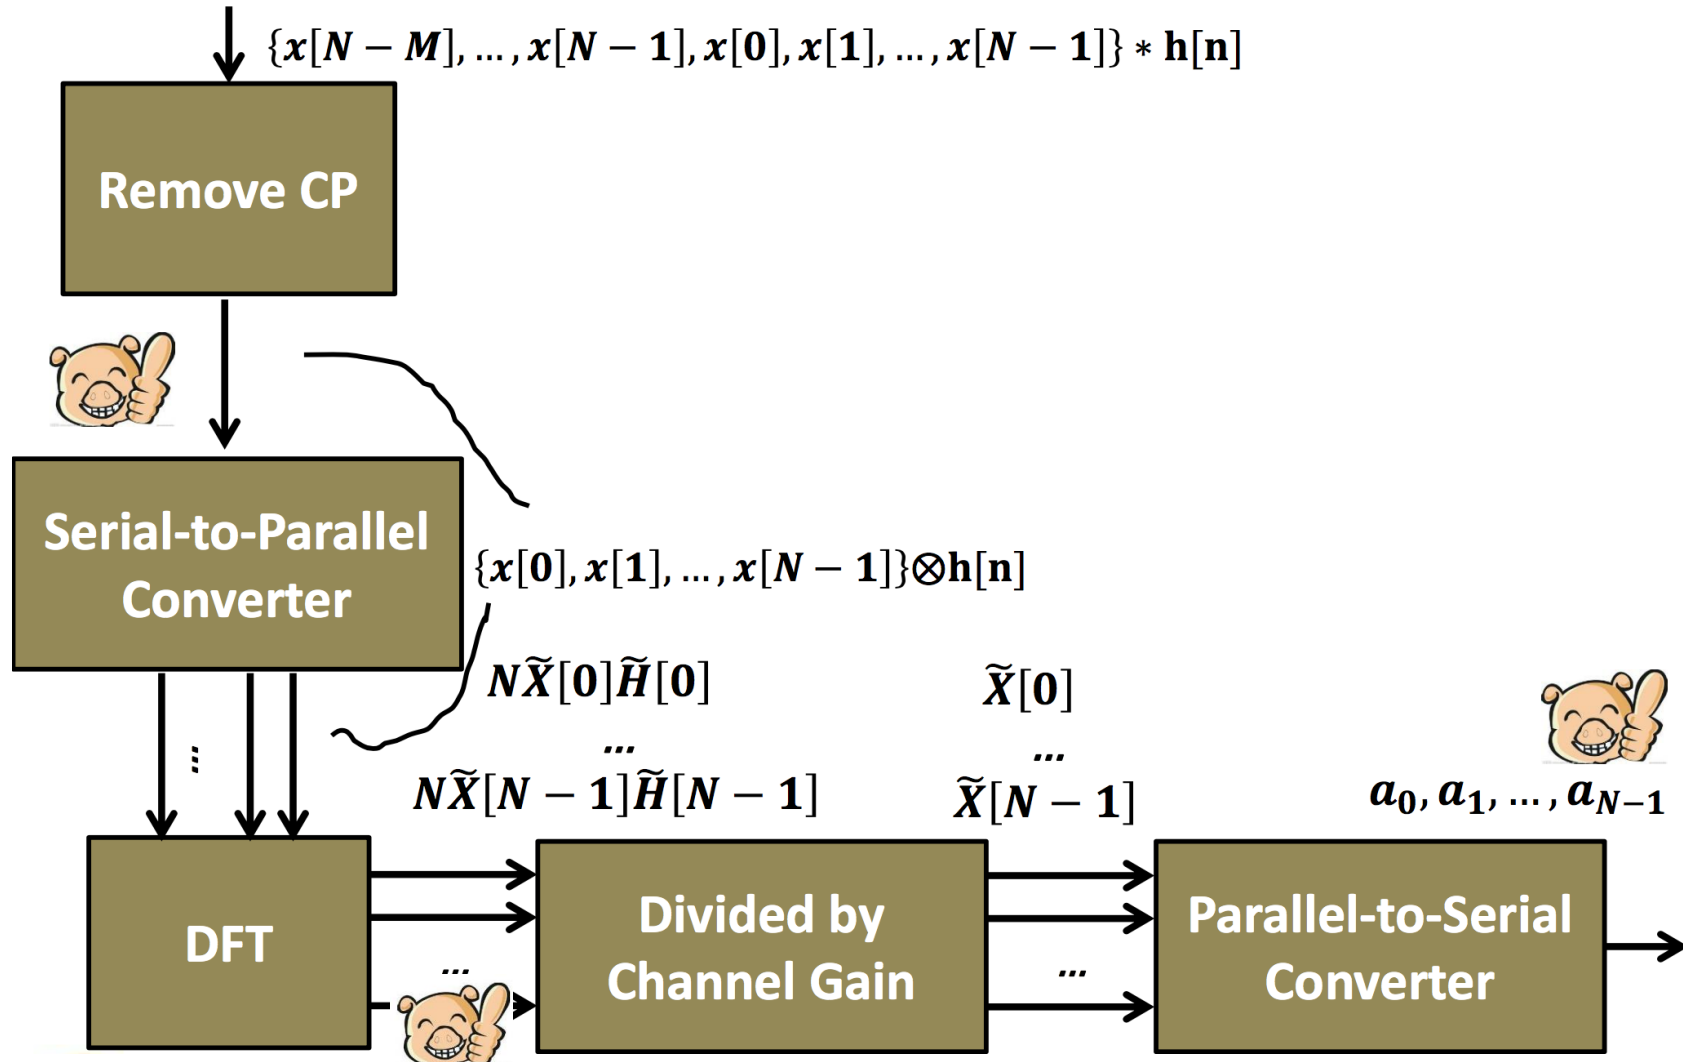 {x[N − M], … , x[N − 1], x[0], x[1], … , x[N − 1]} ∗ h[n]
Remove CP
Serial-to-Parallel
Converter
{x[0], x[1], … , x[N − 1]}⊗h[n]
NX̃[0]H̃[0]
…
NX̃[N − 1]H̃[N − 1]
X̃[0]
…
X̃[N − 1]
a₀, a₁, … , a_{N−1}
…
DFT
…
Divided by
Channel Gain
…
Parallel-to-Serial
Converter